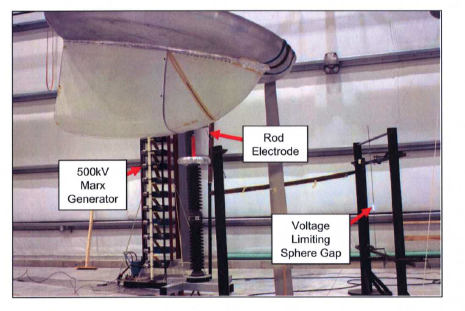 Rod
Electrode
500kV
Marx
Generator
Voltage
Limiting
Sphere Gap